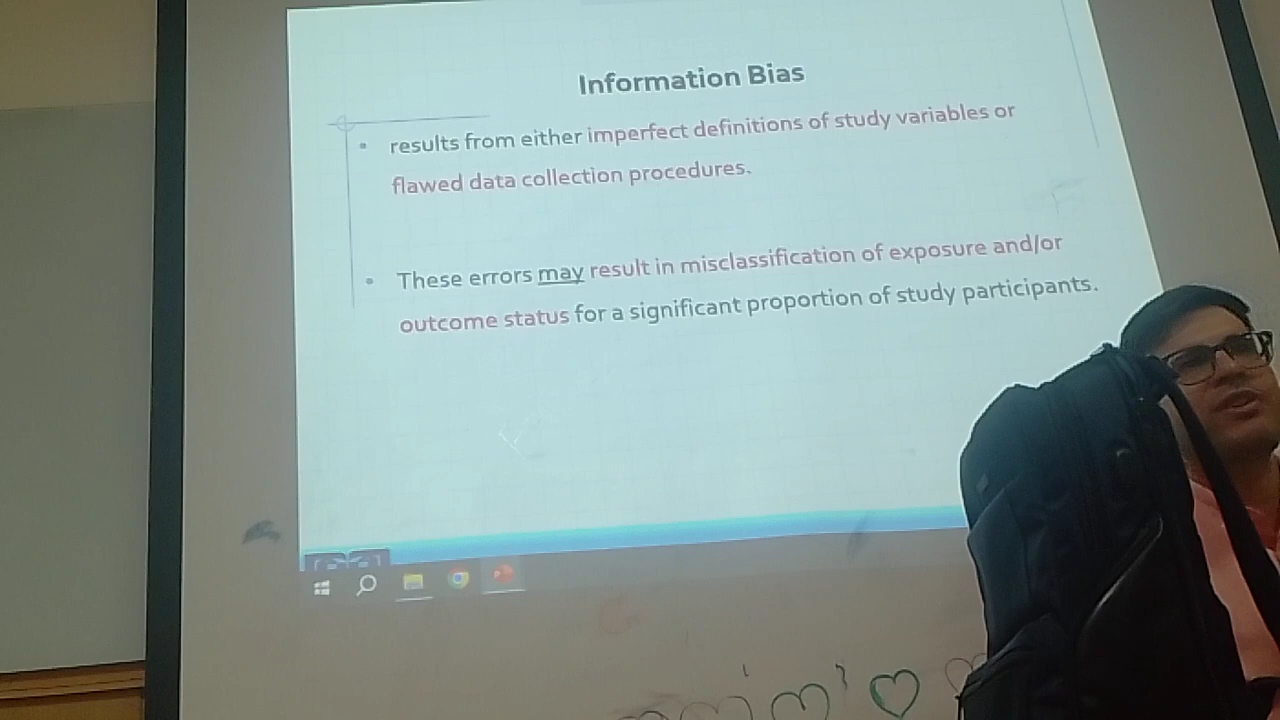 Information Bias
results from either imperfect definitions of study variables or
flawed data collection procedures.
These errors may result in misclassification of exposure and/or
outcome status for a significant proportion of study participants.